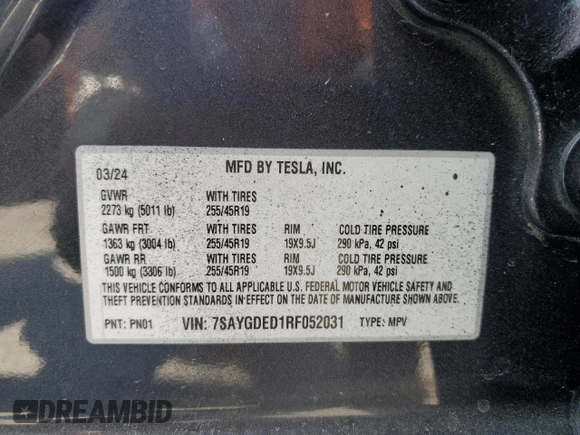 03/24 MFD BY TESLA, INC.
GVWR WITH TIRES
2273 kg (5011 lb) 255/45R19
GAWR FRT WITH TIRES RIM COLD TIRE PRESSURE
1363 kg (3004 lb) 255/45R19 19X9.5J 290 kPa, 42 psi
GAWR RR WITH TIRES RIM COLD TIRE PRESSURE
1500 kg (3306 lb) 255/45R19 19X9.5J 290 kPa, 42 psi
THIS VEHICLE CONFORMS TO ALL APPLICABLE U.S. FEDERAL MOTOR VEHICLE SAFETY AND
THEFT PREVENTION STANDARDS IN EFFECT ON THE DATE OF MANUFACTURE SHOWN ABOVE.
PNT: PN01 VIN: 7SAYGDED1RF052031 TYPE: MPV
DREAMBID